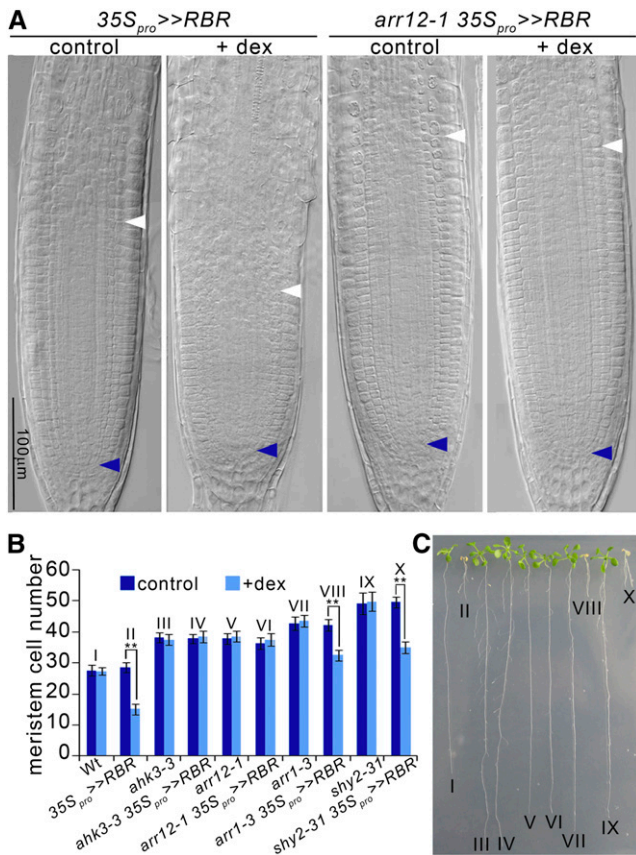 A
35Spro>>RBR
arr12-1 35Spro>>RBR
control
+ dex
control
+ dex
100µm
B
meristem cell number
60
50
40
30
20
10
0
control
+dex
I
II
**
III
IV
V
VI
VII
VIII
**
IX
X
**
Wt
35Spro>>RBR
ahk3-3
ahk3-3 35Spro>>RBR
arr12-1
arr12-1 35Spro>>RBR
arr1-3
arr1-3 35Spro>>RBR
shy2-31
shy2-31 35Spro>>RBR
C
II
VIII
X
I
III
IV
V
VI
VII
IX